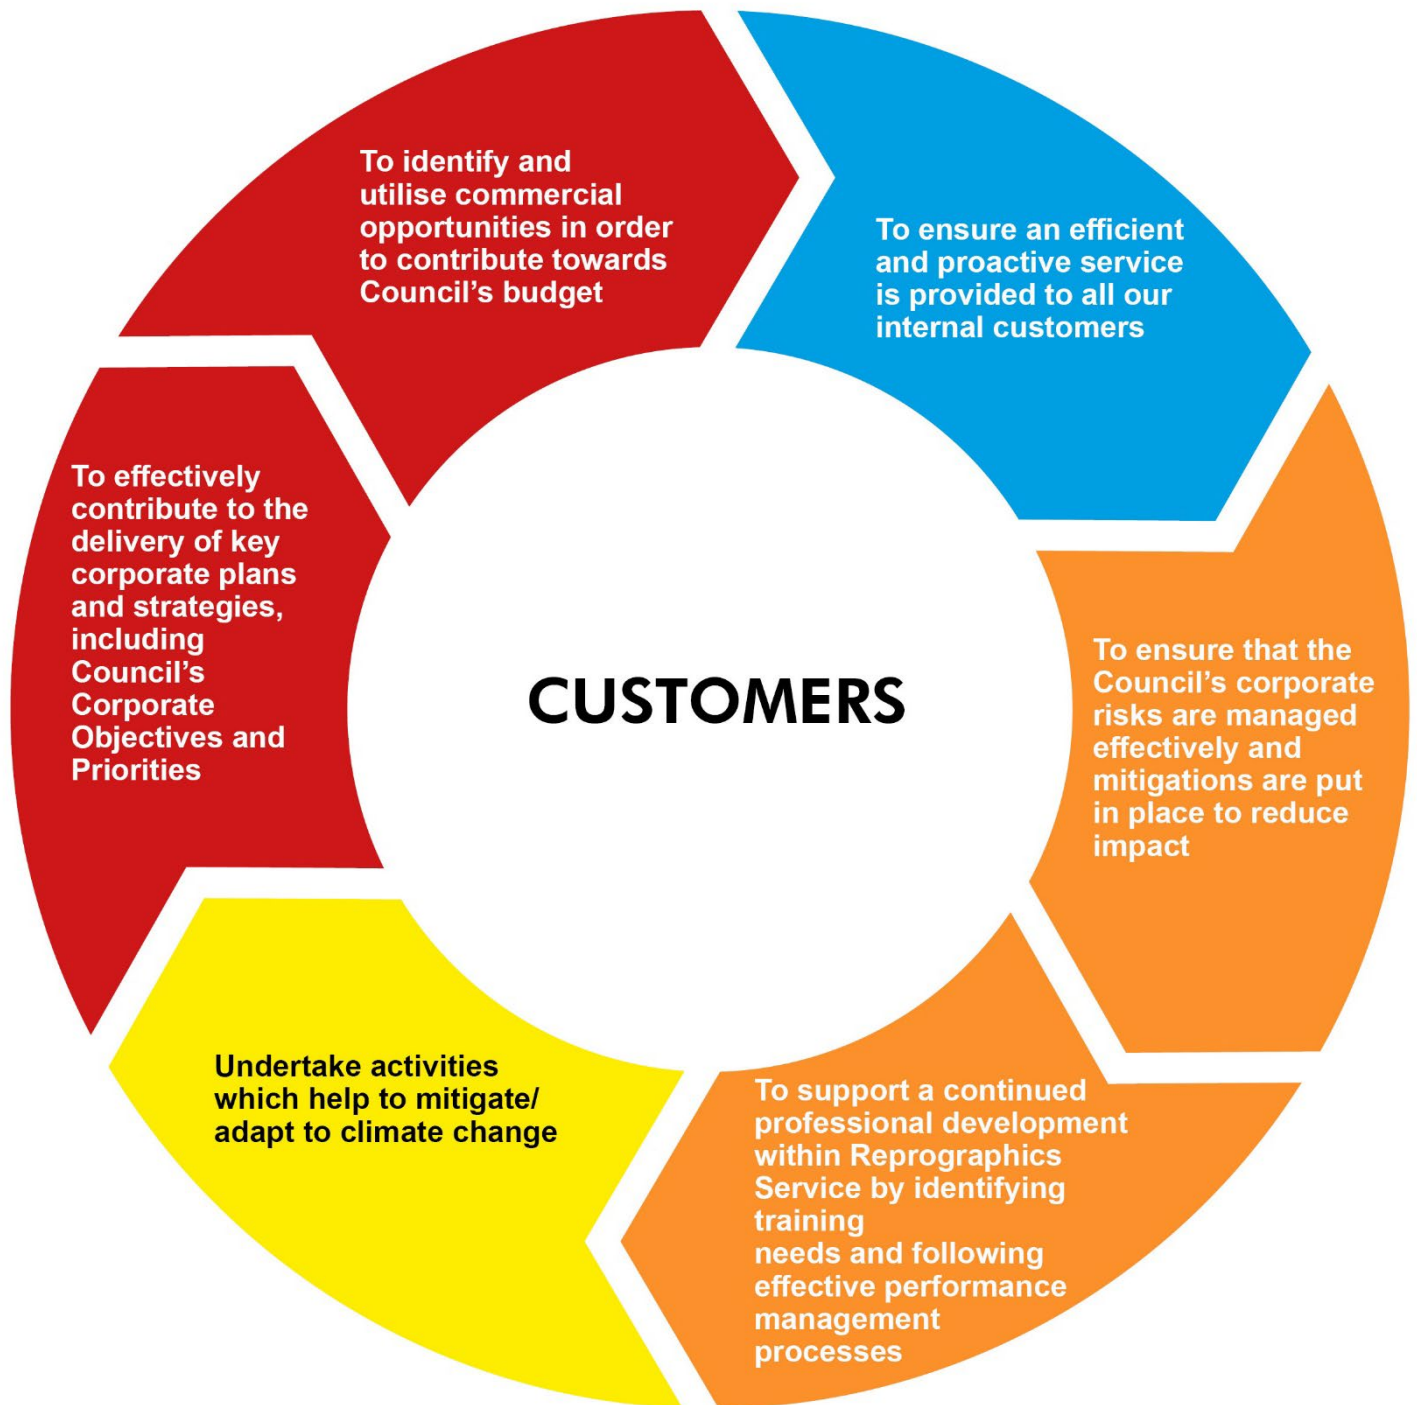 To identify and
utilise commercial
opportunities in order
to contribute towards
Council’s budget
To ensure an efficient
and proactive service
is provided to all our
internal customers
To ensure that the
Council’s corporate
risks are managed
effectively and
mitigations are put
in place to reduce
impact
To support a continued
professional development
within Reprographics
Service by identifying
training
needs and following
effective performance
management
processes
Undertake activities
which help to mitigate/
adapt to climate change
To effectively
contribute to the
delivery of key
corporate plans
and strategies,
including
Council’s
Corporate
Objectives and
Priorities
CUSTOMERS